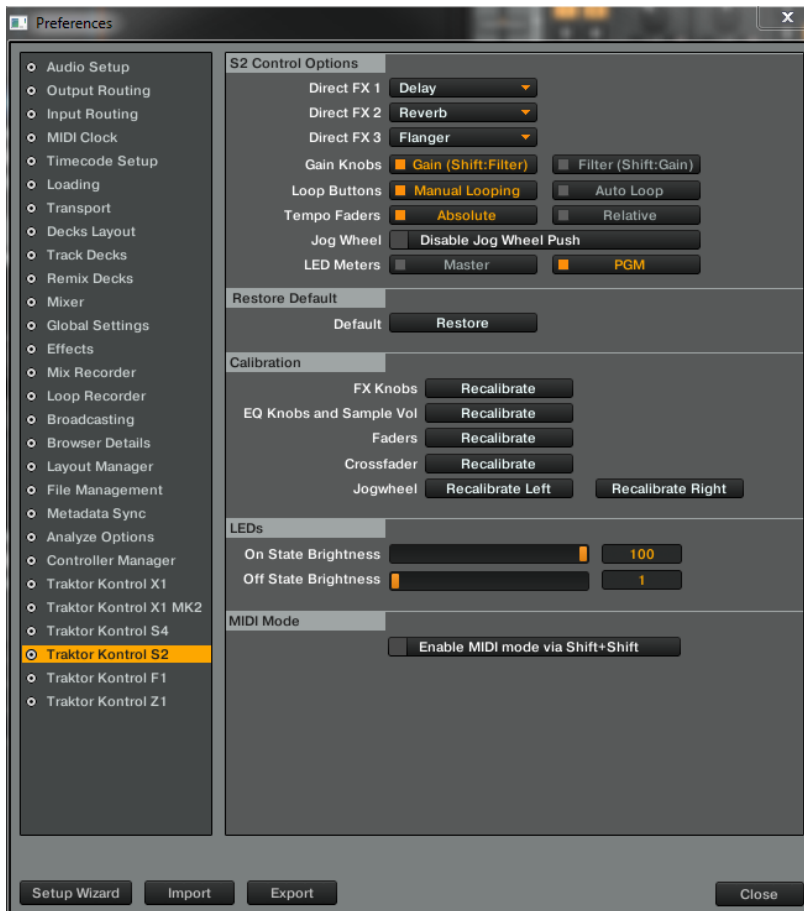 Preferences
x
Audio Setup
Output Routing
Input Routing
MIDI Clock
Timecode Setup
Loading
Transport
Decks Layout
Track Decks
Remix Decks
Mixer
Global Settings
Effects
Mix Recorder
Loop Recorder
Broadcasting
Browser Details
Layout Manager
File Management
Metadata Sync
Analyze Options
Controller Manager
Traktor Kontrol X1
Traktor Kontrol X1 MK2
Traktor Kontrol S4
Traktor Kontrol S2
Traktor Kontrol F1
Traktor Kontrol Z1
S2 Control Options
Direct FX 1 Delay
Direct FX 2 Reverb
Direct FX 3 Flanger
Gain Knobs Gain (Shift:Filter) Filter (Shift:Gain)
Loop Buttons Manual Looping Auto Loop
Tempo Faders Absolute Relative
Jog Wheel Disable Jog Wheel Push
LED Meters Master PGM
Restore Default
Default Restore
Calibration
FX Knobs Recalibrate
EQ Knobs and Sample Vol Recalibrate
Faders Recalibrate
Crossfader Recalibrate
Jogwheel Recalibrate Left Recalibrate Right
LEDs
On State Brightness 100
Off State Brightness 1
MIDI Mode
Enable MIDI mode via Shift+Shift
Setup Wizard Import Export Close